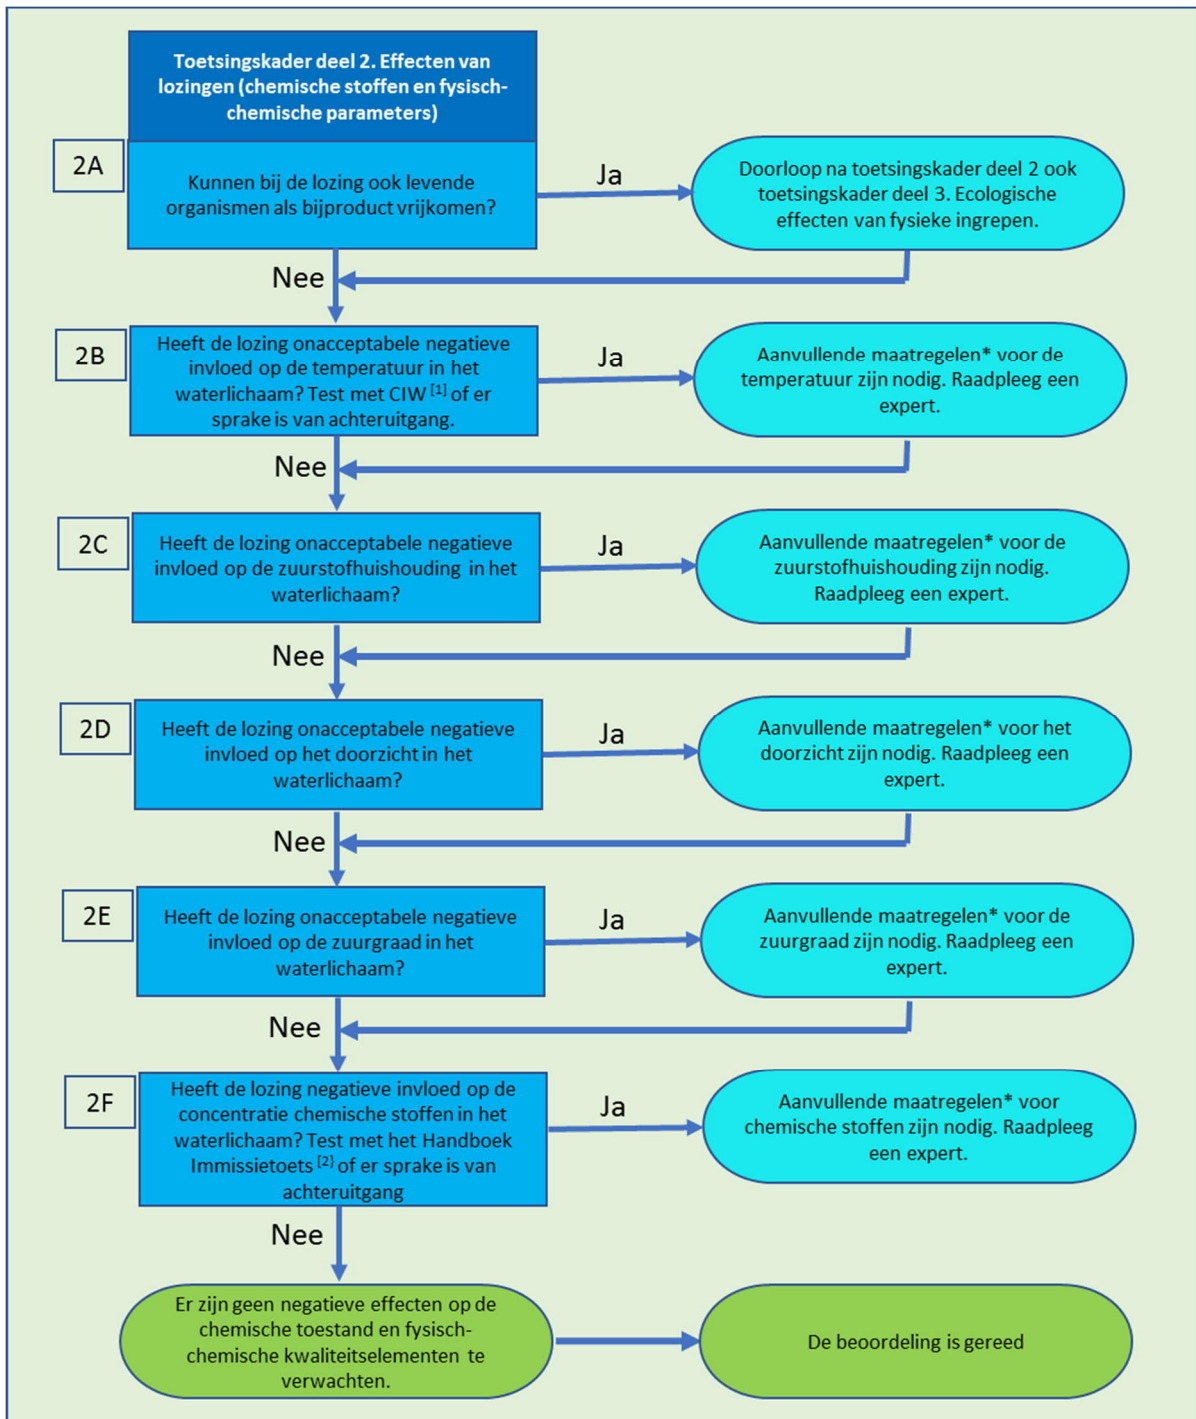 Toetsingskader deel 2. Effecten van
lozingen (chemische stoffen en fysisch-
chemische parameters)
2A
Kunnen bij de lozing ook levende
organismen als bijproduct vrijkomen?
Ja
Doorloop na toetsingskader deel 2 ook
toetsingskader deel 3. Ecologische
effecten van fysieke ingrepen.
Nee
2B
Heeft de lozing onacceptabele negatieve
invloed op de temperatuur in het
waterlichaam? Test met CIW [1] of er
sprake is van achteruitgang.
Ja
Aanvullende maatregelen* voor de
temperatuur zijn nodig. Raadpleeg een
expert.
Nee
2C
Heeft de lozing onacceptabele negatieve
invloed op de zuurstofhuishouding in het
waterlichaam?
Ja
Aanvullende maatregelen* voor de
zuurstofhuishouding zijn nodig.
Raadpleeg een expert.
Nee
2D
Heeft de lozing onacceptabele negatieve
invloed op het doorzicht in het
waterlichaam?
Ja
Aanvullende maatregelen* voor het
doorzicht zijn nodig. Raadpleeg een
expert.
Nee
2E
Heeft de lozing onacceptabele negatieve
invloed op de zuurgraad in het
waterlichaam?
Ja
Aanvullende maatregelen* voor de
zuurgraad zijn nodig. Raadpleeg een
expert.
Nee
2F
Heeft de lozing negatieve invloed op de
concentratie chemische stoffen in het
waterlichaam? Test met het Handboek
Immissietoets [2} of er sprake is van
achteruitgang
Ja
Aanvullende maatregelen* voor
chemische stoffen zijn nodig. Raadpleeg
een expert.
Nee
Er zijn geen negatieve effecten op de
chemische toestand en fysisch-
chemische kwaliteitselementen te
verwachten.
De beoordeling is gereed